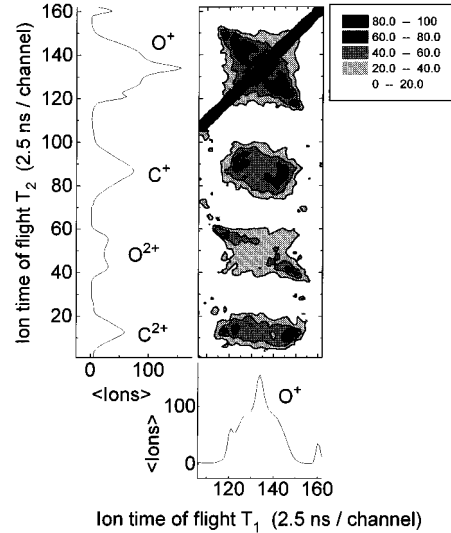 160
140
120
100
80
60
40
20
Ion time of flight T2 (2.5 ns / channel)
O+
C+
O2+
C2+
0 100
<Ions>
80.0 -- 100
60.0 -- 80.0
40.0 -- 60.0
20.0 -- 40.0
0 -- 20.0
<Ions>
100
0
O+
120 140 160
Ion time of flight T1 (2.5 ns / channel)